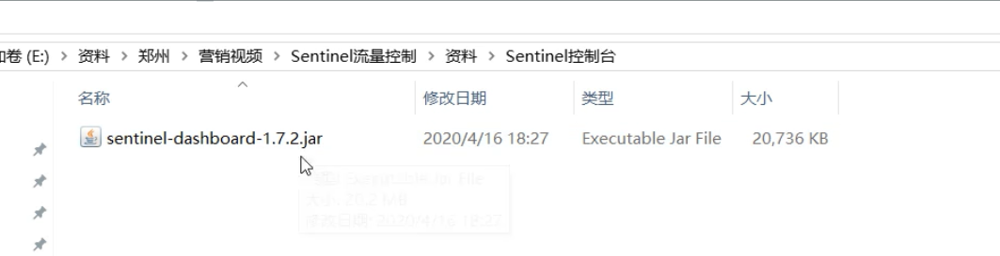 (E:) > 资料 > 郑州 > 营销视频 > Sentinel流量控制 > 资料 > Sentinel控制台
名称 修改日期 类型 大小
sentinel-dashboard-1.7.2.jar 2020/4/16 18:27 Executable Jar File 20,736 KB
类型: Executable Jar File
大小: 20.2 MB
修改日期: 2020/4/16 18:27